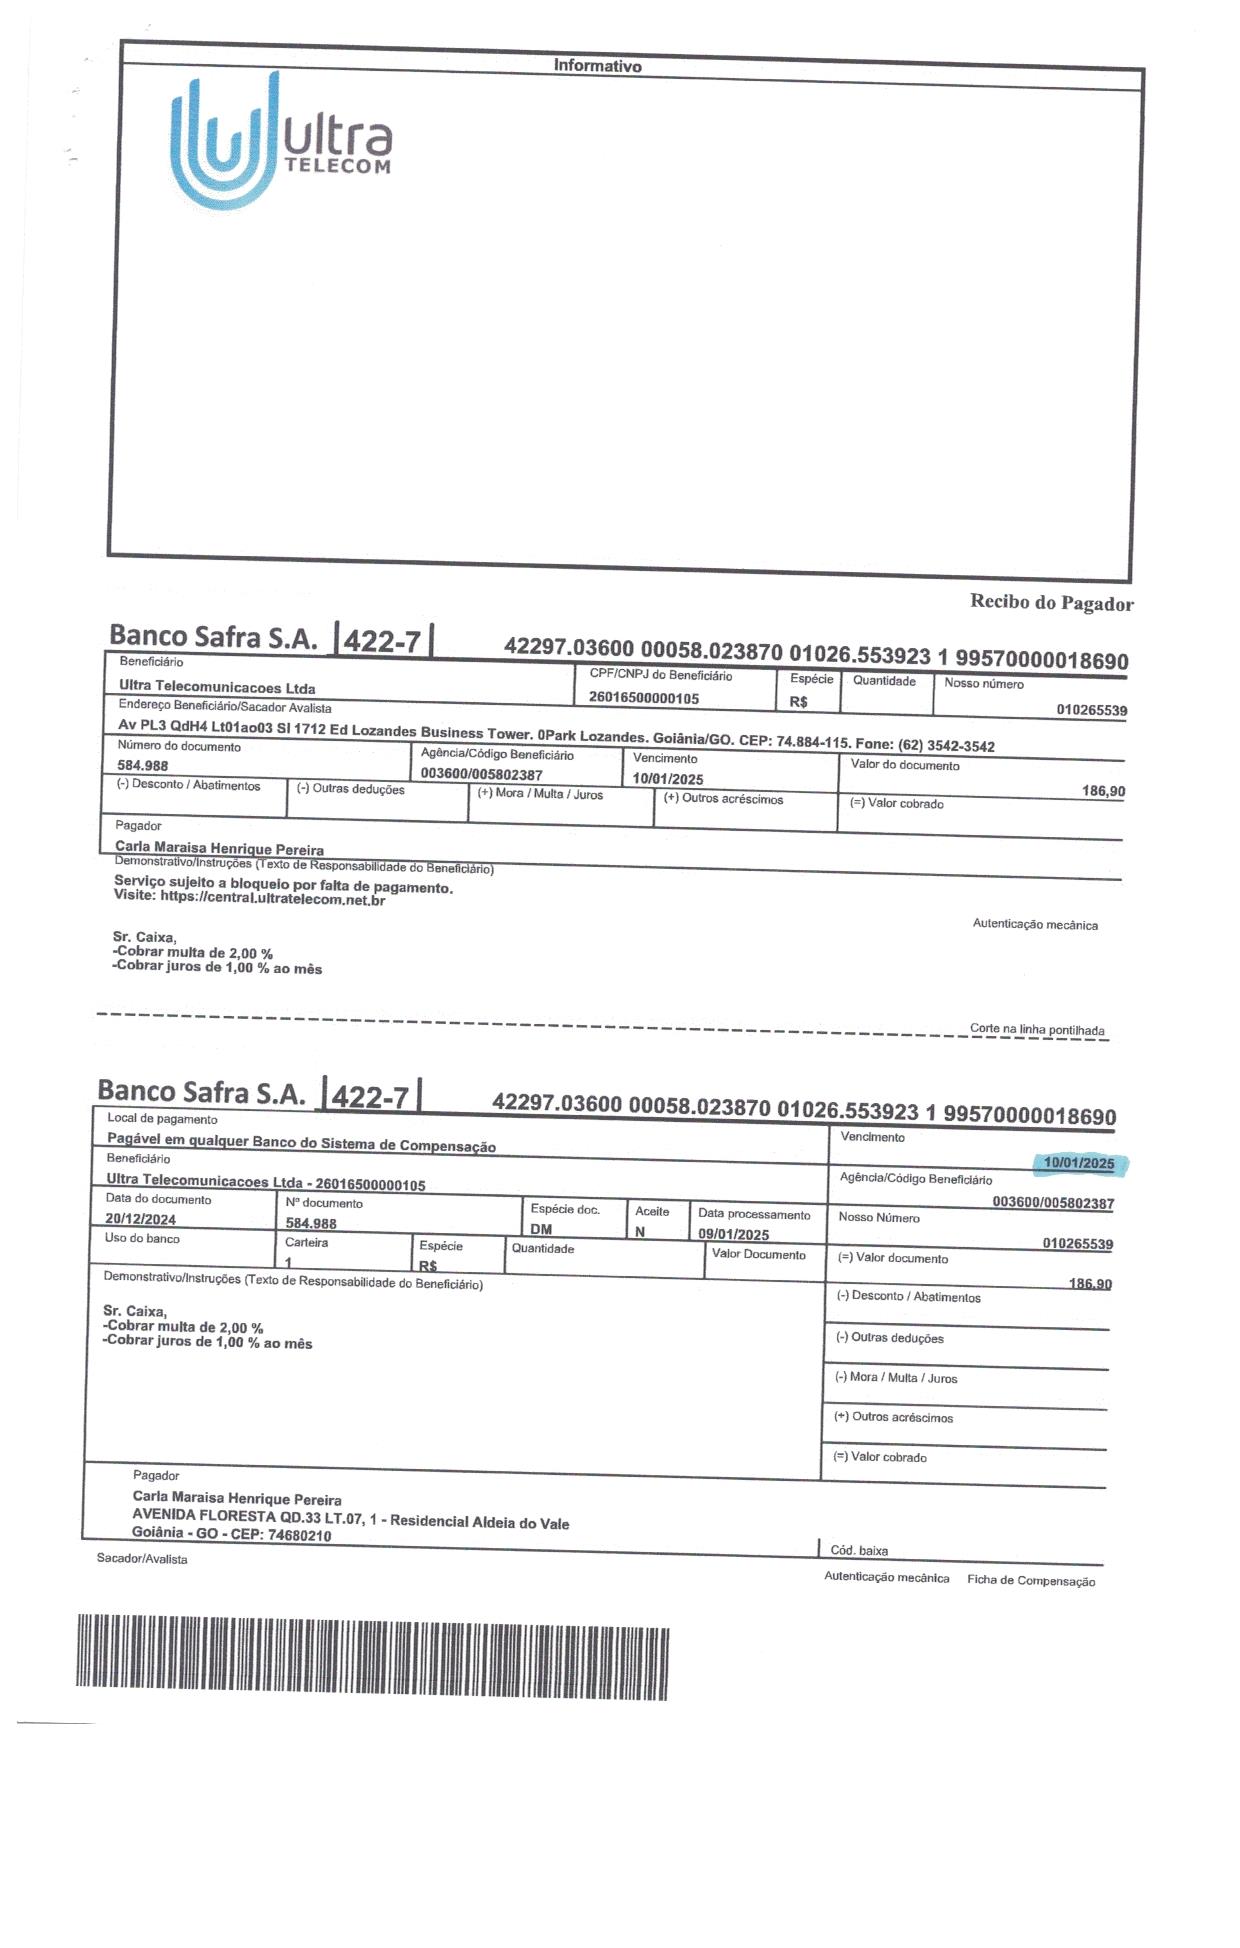 Informativo
ultra
TELECOM
Recibo do Pagador
Banco Safra S.A. 422-7 42297.03600 00058.023870 01026.553923 1 99570000018690
Beneficiário CPF/CNPJ do Beneficiário Espécie Quantidade Nosso número
Ultra Telecomunicacoes Ltda 26016500000105 R$ 010265539
Endereço Beneficiário/Sacador Avalista
Av PL3 QdH4 Lt01ao03 Sl 1712 Ed Lozandes Business Tower. 0Park Lozandes. Goiânia/GO. CEP: 74.884-115. Fone: (62) 3542-3542
Número do documento Agência/Código Beneficiário Vencimento Valor do documento
584.988 003600/005802387 10/01/2025 186,90
(-) Desconto / Abatimentos (-) Outras deduções (+) Mora / Multa / Juros (+) Outros acréscimos (=) Valor cobrado
Pagador
Carla Maraisa Henrique Pereira
Demonstrativo/Instruções (Texto de Responsabilidade do Beneficiário)
Serviço sujeito a bloqueio por falta de pagamento.
Visite: https://central.ultratelecom.net.br
Autenticação mecânica
Sr. Caixa,
-Cobrar multa de 2,00 %
-Cobrar juros de 1,00 % ao mês
Corte na linha pontilhada
Banco Safra S.A. 422-7 42297.03600 00058.023870 01026.553923 1 99570000018690
Local de pagamento Vencimento
Pagável em qualquer Banco do Sistema de Compensação 10/01/2025
Beneficiário Agência/Código Beneficiário
Ultra Telecomunicacoes Ltda - 26016500000105 003600/005802387
Data do documento Nº documento Espécie doc. Aceite Data processamento Nosso Número
20/12/2024 584.988 DM N 09/01/2025 010265539
Uso do banco Carteira Espécie Quantidade Valor Documento (=) Valor documento
1 R$ 186,90
Demonstrativo/Instruções (Texto de Responsabilidade do Beneficiário)
(-) Desconto / Abatimentos
Sr. Caixa,
-Cobrar multa de 2,00 %
-Cobrar juros de 1,00 % ao mês
(-) Outras deduções
(-) Mora / Multa / Juros
(+) Outros acréscimos
(=) Valor cobrado
Pagador
Carla Maraisa Henrique Pereira
AVENIDA FLORESTA QD.33 LT.07, 1 - Residencial Aldeia do Vale
Goiânia - GO - CEP: 74680210
Cód. baixa
Sacador/Avalista
Autenticação mecânica Ficha de Compensação